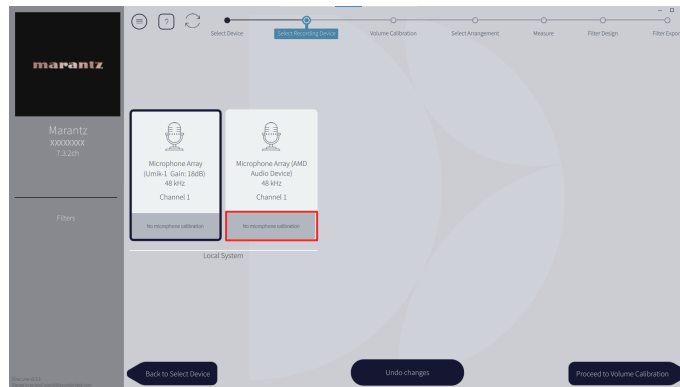 ?
Select Device
Select Recording Device
Volume Calibration
Select Arrangement
Measure
Filter Design
Filter Expor
marantz
Marantz
XXXXXXXX
7.3.2ch
Filters
Microphone Array
(Umik-1 Gain: 18dB)
48 kHz
Channel 1
No microphone calibration
Microphone Array (AMD
Audio Device)
48 kHz
Channel 1
No microphone calibration
Local System
Back to Select Device
Undo changes
Proceed to Volume Calibration